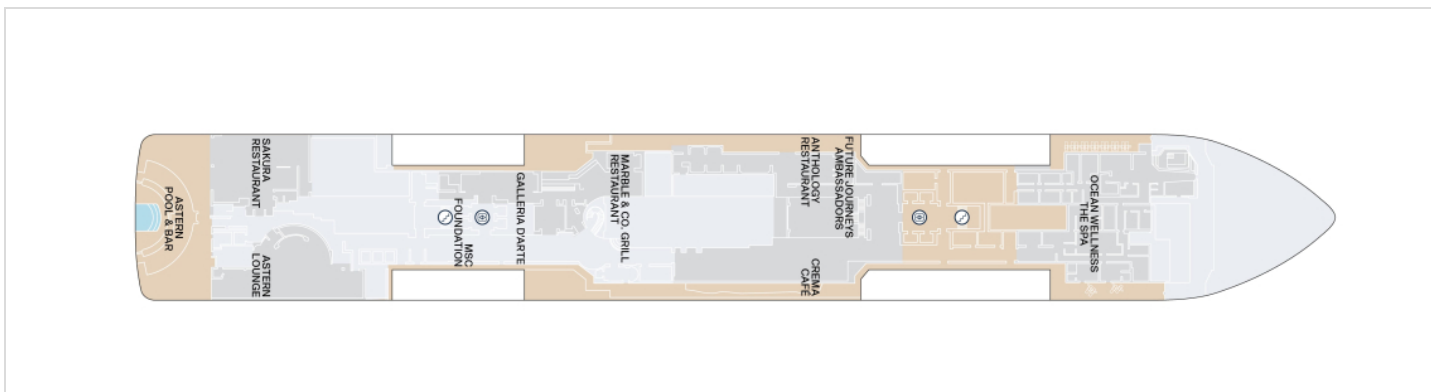 ASTERN
POOL & BAR
SAKURA
RESTAURANT
ASTERN
LOUNGE
MSC
FOUNDATION
GALLERIA D'ARTE
MARBLE & CO. GRILL
RESTAURANT
FUTURE JOURNEYS
AMBASSADORS
ANTHOLOGY
RESTAURANT
CREMA
CAFÉ
OCEAN WELLNESS
THE SPA